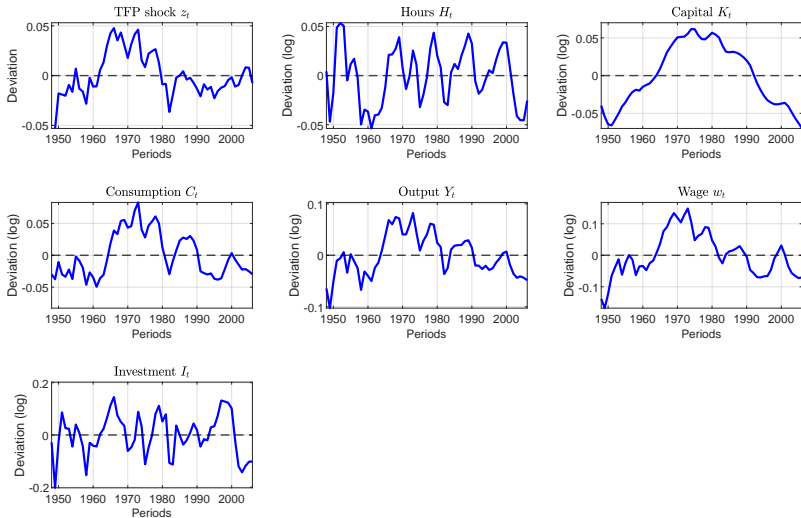 TFP shock z_t
Deviation
0.05
0
-0.05
1950 1960 1970 1980 1990 2000
Periods
Hours H_t
Deviation (log)
0.05
0
-0.05
1950 1960 1970 1980 1990 2000
Periods
Capital K_t
Deviation (log)
0.05
0
-0.05
1950 1960 1970 1980 1990 2000
Periods
Consumption C_t
Deviation (log)
0.05
0
-0.05
1950 1960 1970 1980 1990 2000
Periods
Output Y_t
Deviation (log)
0.1
0
-0.1
1950 1960 1970 1980 1990 2000
Periods
Wage w_t
Deviation (log)
0.1
0
-0.1
1950 1960 1970 1980 1990 2000
Periods
Investment I_t
Deviation (log)
0.2
0
-0.2
1950 1960 1970 1980 1990 2000
Periods